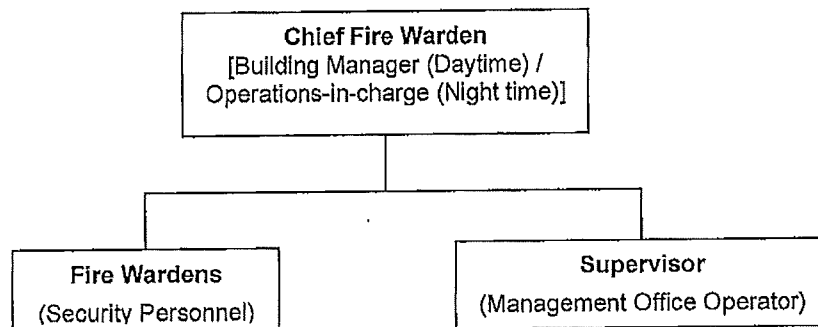 Chief Fire Warden
[Building Manager (Daytime) /
Operations-in-charge (Night time)]
Fire Wardens
(Security Personnel)
Supervisor
(Management Office Operator)